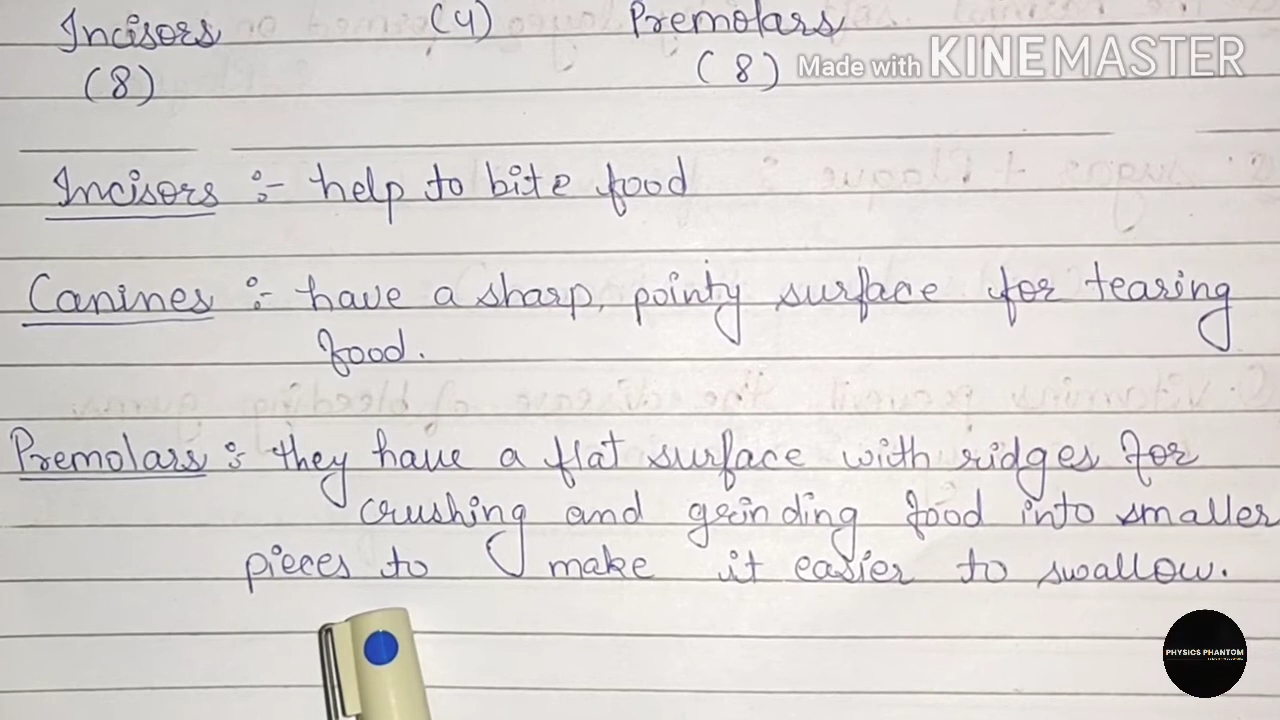 Incisors (4) Premolars
(8) (8) Made with KINEMASTER
Incisors :- help to bite food
Canines :- have a sharp, pointy surface for tearing
food.
Premolars : they have a flat surface with ridges for
crushing and grinding food into smaller
pieces to make it easier to swallow.
PHYSICS PHANTOM